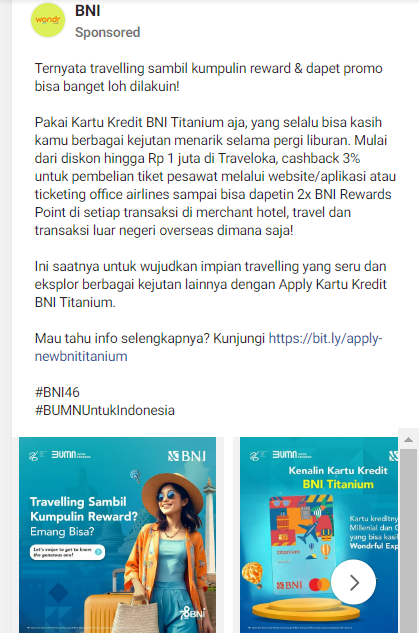 wondr
BNI
Sponsored
Ternyata travelling sambil kumpulin reward & dapet promo
bisa banget loh dilakuin!
Pakai Kartu Kredit BNI Titanium aja, yang selalu bisa kasih
kamu berbagai kejutan menarik selama pergi liburan. Mulai
dari diskon hingga Rp 1 juta di Traveloka, cashback 3%
untuk pembelian tiket pesawat melalui website/aplikasi atau
ticketing office airlines sampai bisa dapetin 2x BNI Rewards
Point di setiap transaksi di merchant hotel, travel dan
transaksi luar negeri overseas dimana saja!
Ini saatnya untuk wujudkan impian travelling yang seru dan
eksplor berbagai kejutan lainnya dengan Apply Kartu Kredit
BNI Titanium.
Mau tahu info selengkapnya? Kunjungi https://bit.ly/apply-
newbnititanium
#BNI46
#BUMNUntukIndonesia
BUMN
BNI
Travelling Sambil
Kumpulin Reward?
Emang Bisa?
Let's swipe to get to know
the generous one!
BNI
BUMN
BNI
Kenalin Kartu Kredit
BNI Titanium
titanium
BNI
Kartu kreditny
Millenial dan G
yang bisa kasih
Wondrful Exp